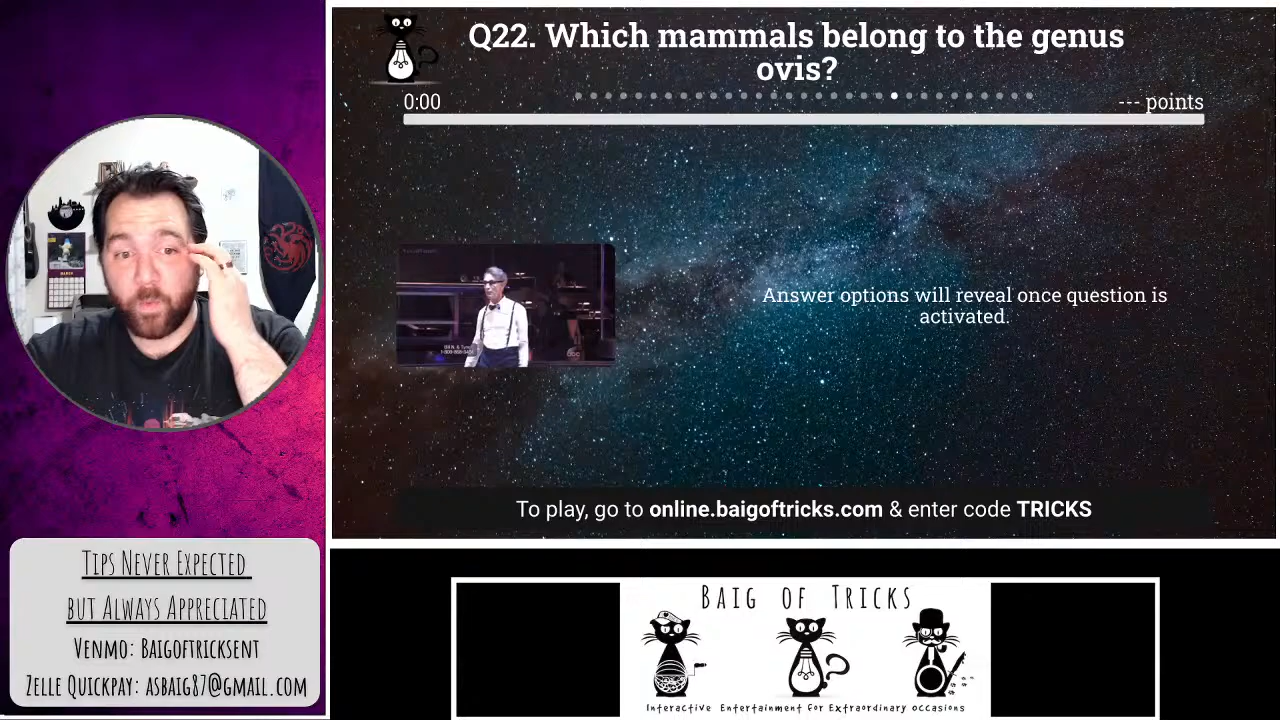 Q22. Which mammals belong to the genus
ovis?
0:00
--- points
Answer options will reveal once question is
activated.
abc
To play, go to online.baigoftricks.com & enter code TRICKS
Tips Never Expected
but Always Appreciated
Venmo: Baigoftricksent
Zelle Quickpay: asbaig87@gmail.com
Baig of Tricks
Interactive Entertainment for Extraordinary Occasions